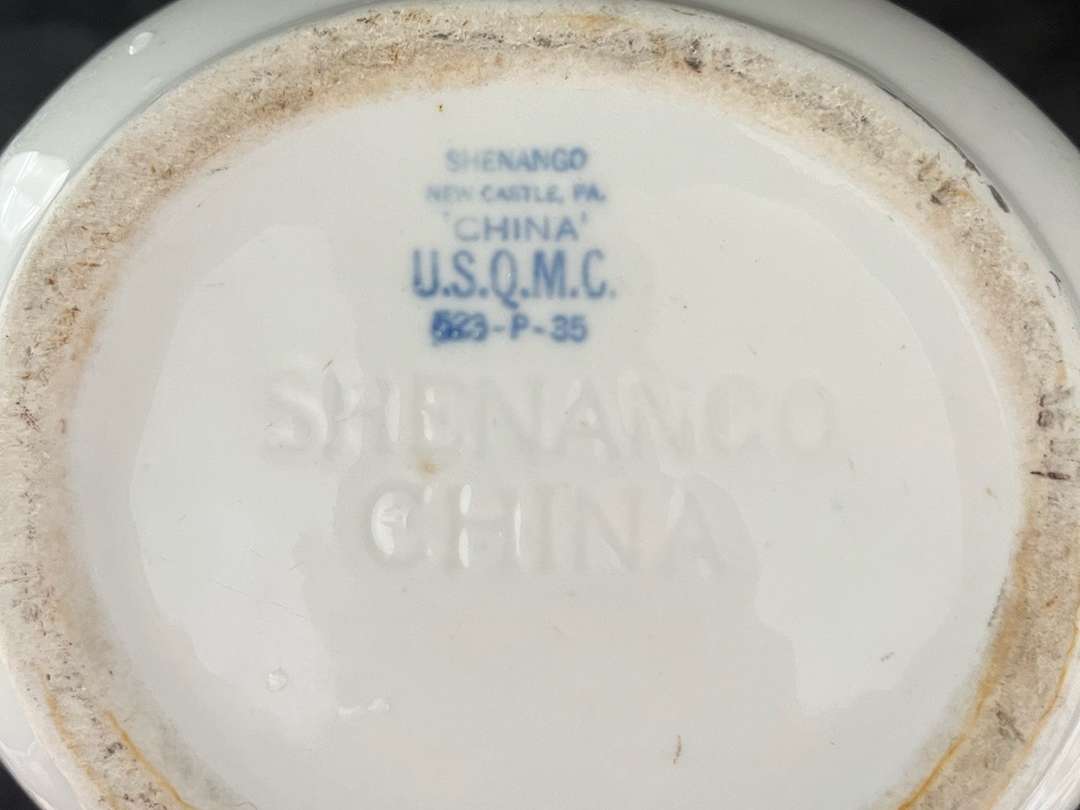 SHENANGO
NEW CASTLE, PA.
'CHINA'
U.S.Q.M.C.
523-P-35
SHENANGO
CHINA